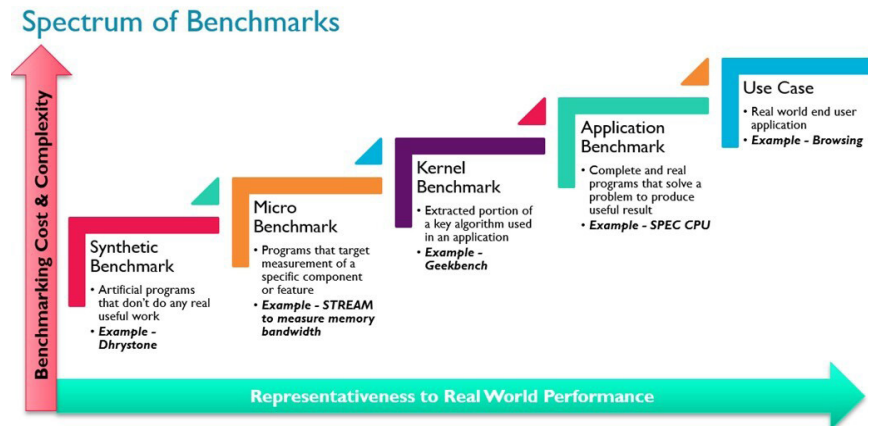 Spectrum of Benchmarks
Benchmarking Cost & Complexity
Synthetic
Benchmark
• Artificial programs
that don't do any real
useful work
• Example -
Dhrystone
Micro
Benchmark
• Programs that target
measurement of a
specific component
or feature
• Example - STREAM
to measure memory
bandwidth
Kernel
Benchmark
• Extracted portion of
a key algorithm used
in an application
• Example -
Geekbench
Application
Benchmark
• Complete and real
programs that solve a
problem to produce
useful result
• Example - SPEC CPU
Use Case
• Real world end user
application
• Example - Browsing
Representativeness to Real World Performance